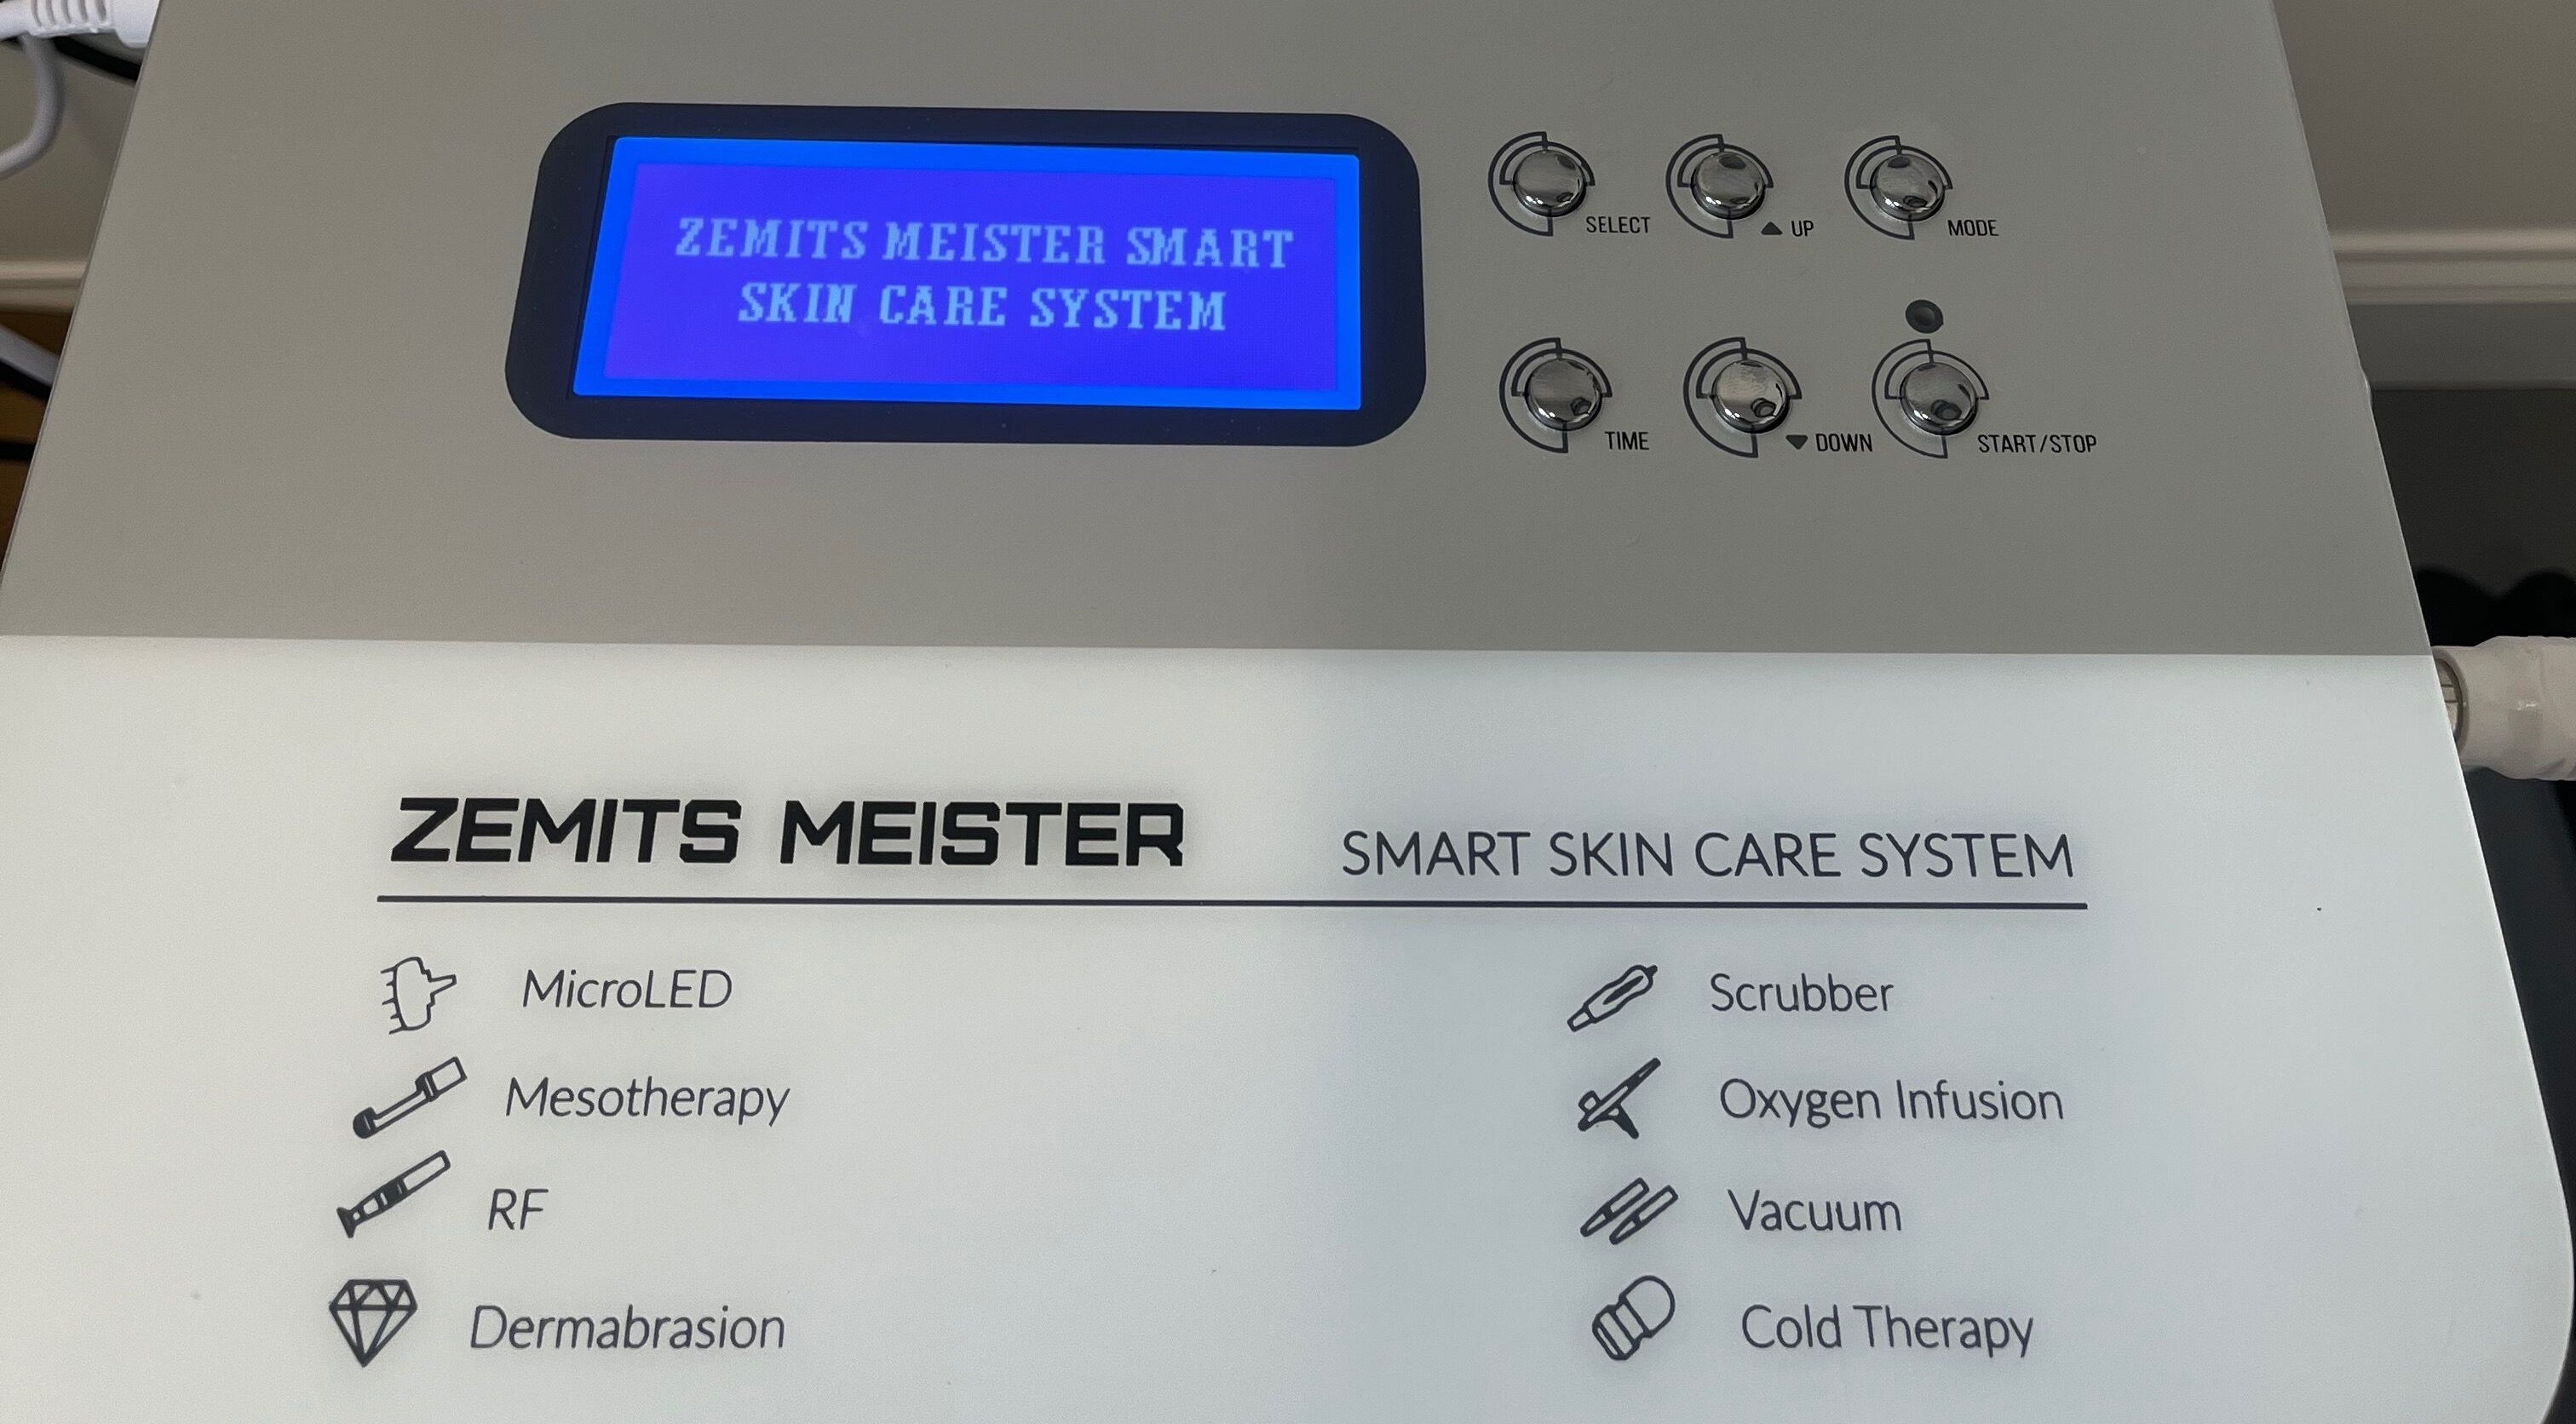 ZEMITS MEISTER SMART
SKIN CARE SYSTEM
SELECT
▲ UP
MODE
TIME
▼ DOWN
START/STOP
ZEMITS MEISTER
SMART SKIN CARE SYSTEM
MicroLED
Mesotherapy
RF
Dermabrasion
Scrubber
Oxygen Infusion
Vacuum
Cold Therapy